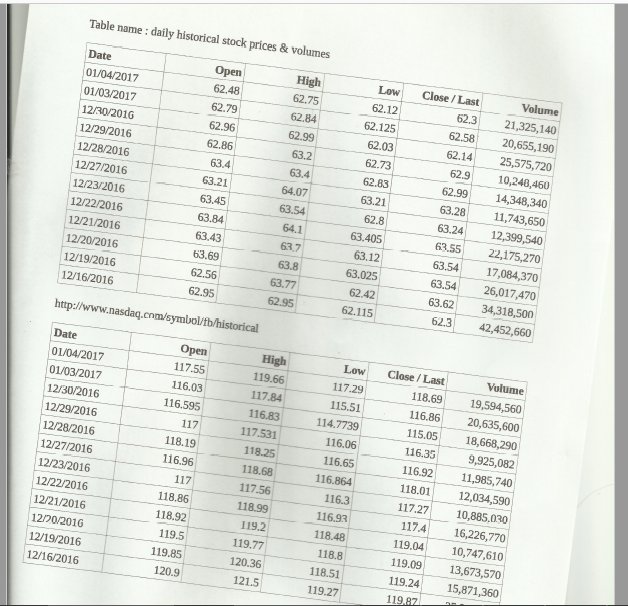 Table name : daily historical stock prices & volumes
Date Open High Low Close / Last Volume
01/04/2017 62.48 62.75 62.12 62.3 21,325,140
01/03/2017 62.79 62.84 62.125 62.58 20,655,190
12/30/2016 62.96 62.99 62.03 62.14 25,575,720
12/29/2016 62.86 63.2 62.73 62.9 10,248,460
12/28/2016 63.4 63.4 62.83 62.99 14,348,340
12/27/2016 63.21 64.07 63.21 63.28 11,743,650
12/23/2016 63.45 63.54 62.8 63.24 12,399,540
12/22/2016 63.84 64.1 63.405 63.55 22,175,270
12/21/2016 63.43 63.7 63.12 63.54 17,084,370
12/20/2016 63.69 63.8 63.025 63.54 26,017,470
12/19/2016 62.56 63.77 62.42 63.62 34,318,500
12/16/2016 62.95 62.95 62.115 62.3 42,452,660
http://www.nasdaq.com/symbol/fb/historical
Date Open High Low Close / Last Volume
01/04/2017 117.55 119.66 117.29 118.69 19,594,560
01/03/2017 116.03 117.84 115.51 116.86 20,635,600
12/30/2016 116.595 116.83 114.7739 115.05 18,668,290
12/29/2016 117 117.531 116.06 116.35 9,925,082
12/28/2016 118.19 118.25 116.65 116.92 11,985,740
12/27/2016 116.96 118.68 116.864 118.01 12,034,590
12/23/2016 117 117.56 116.3 117.27 10,885,030
12/22/2016 118.86 118.99 116.93 117.4 16,226,770
12/21/2016 118.92 119.2 118.48 119.04 10,747,610
12/20/2016 119.5 119.77 118.8 119.09 13,673,570
12/19/2016 119.85 120.36 118.51 119.24 15,871,360
12/16/2016 120.9 121.5 119.27 119.87